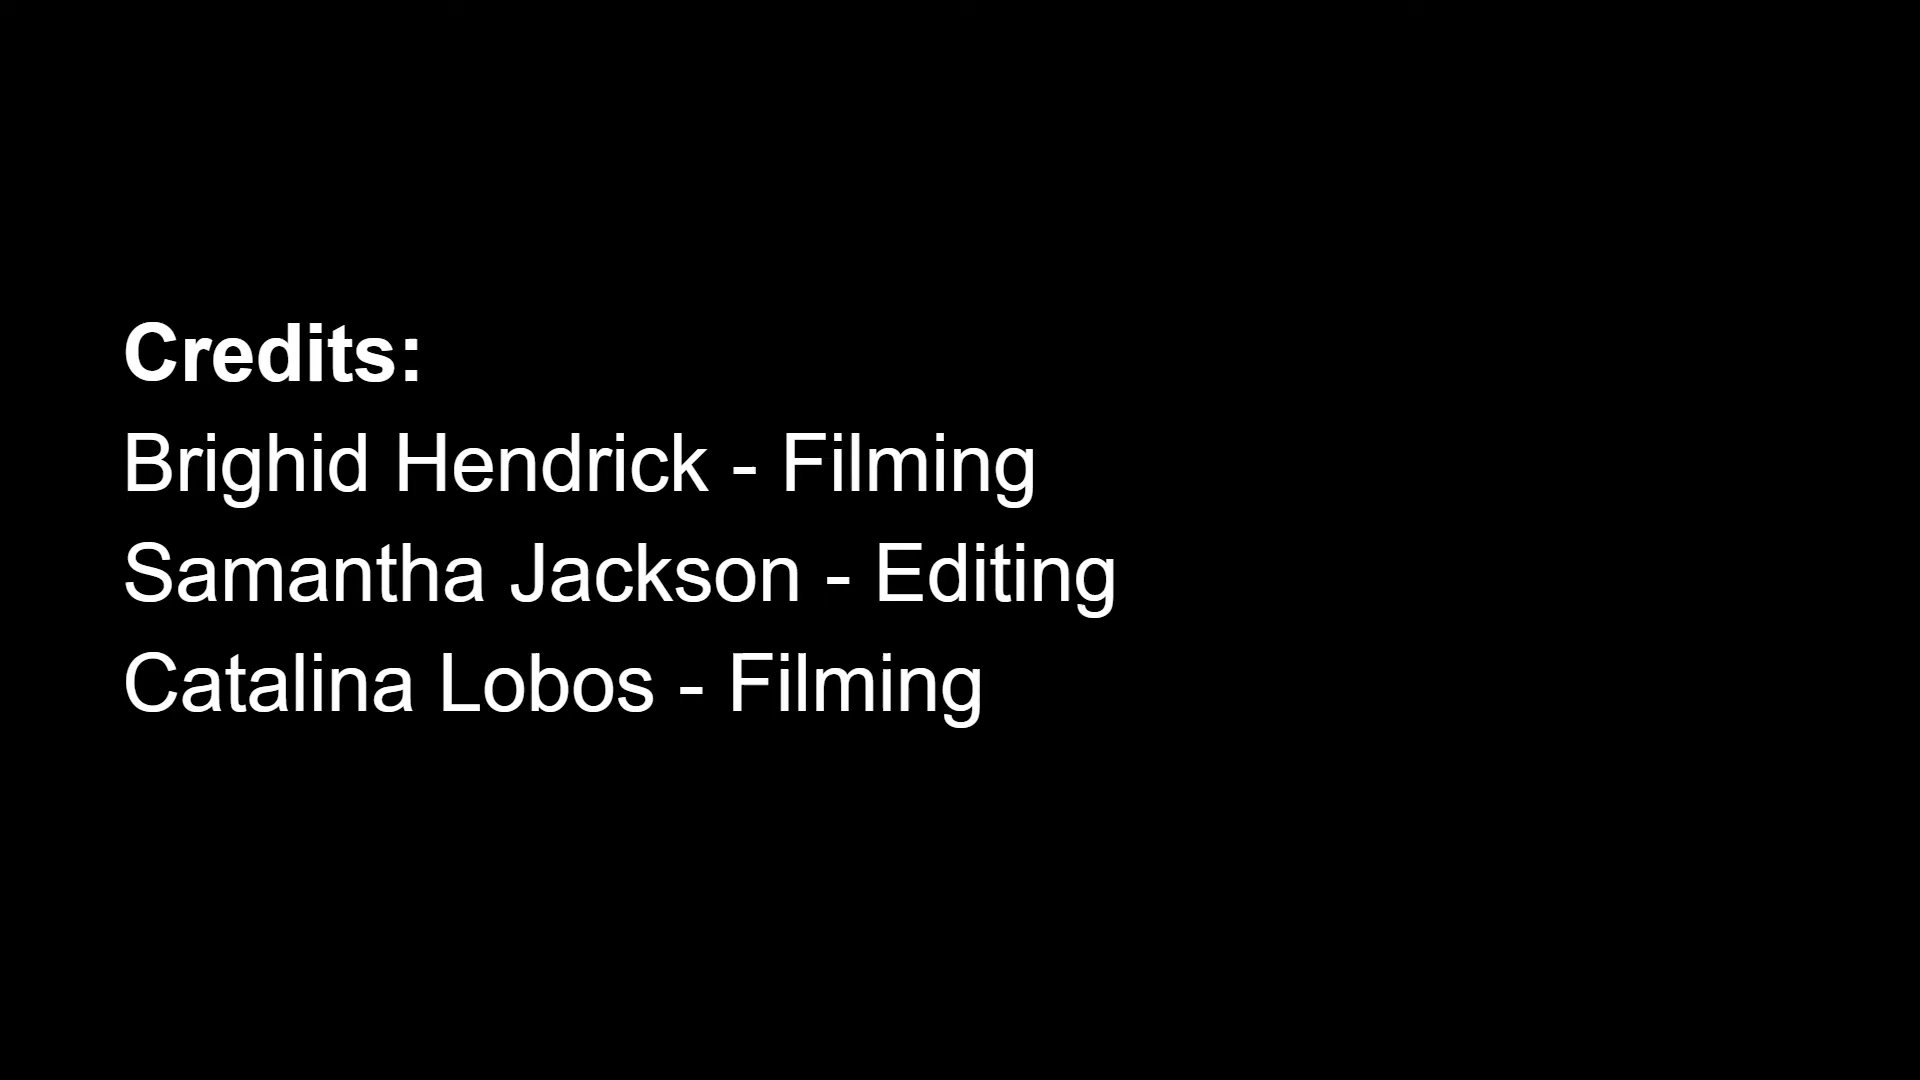 Credits:
Brighid Hendrick - Filming
Samantha Jackson - Editing
Catalina Lobos - Filming